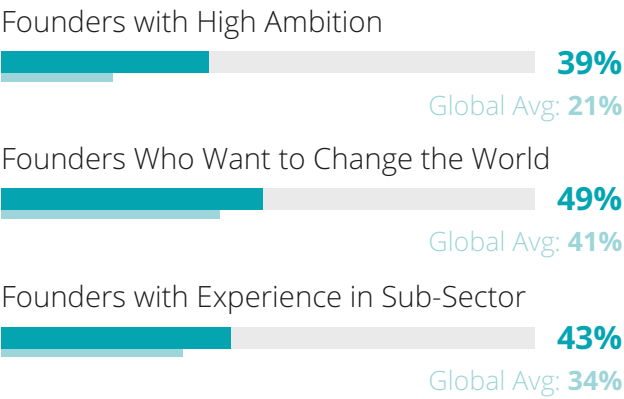 Founders with High Ambition
39%
Global Avg: 21%
Founders Who Want to Change the World
49%
Global Avg: 41%
Founders with Experience in Sub-Sector
43%
Global Avg: 34%